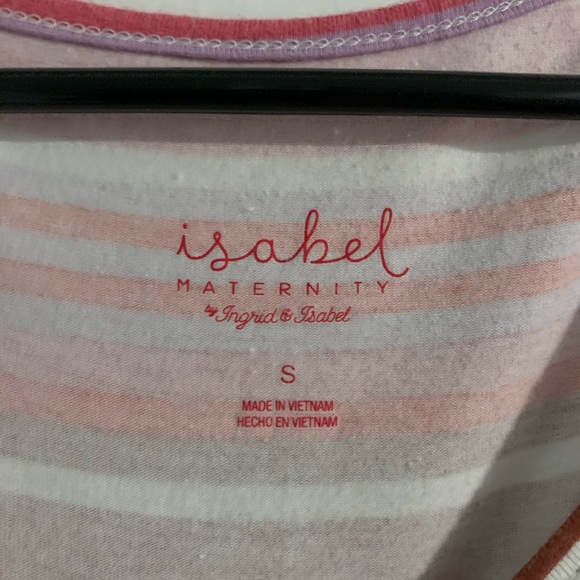 isabel
MATERNITY
by Ingrid & Isabel
S
MADE IN VIETNAM
HECHO EN VIETNAM